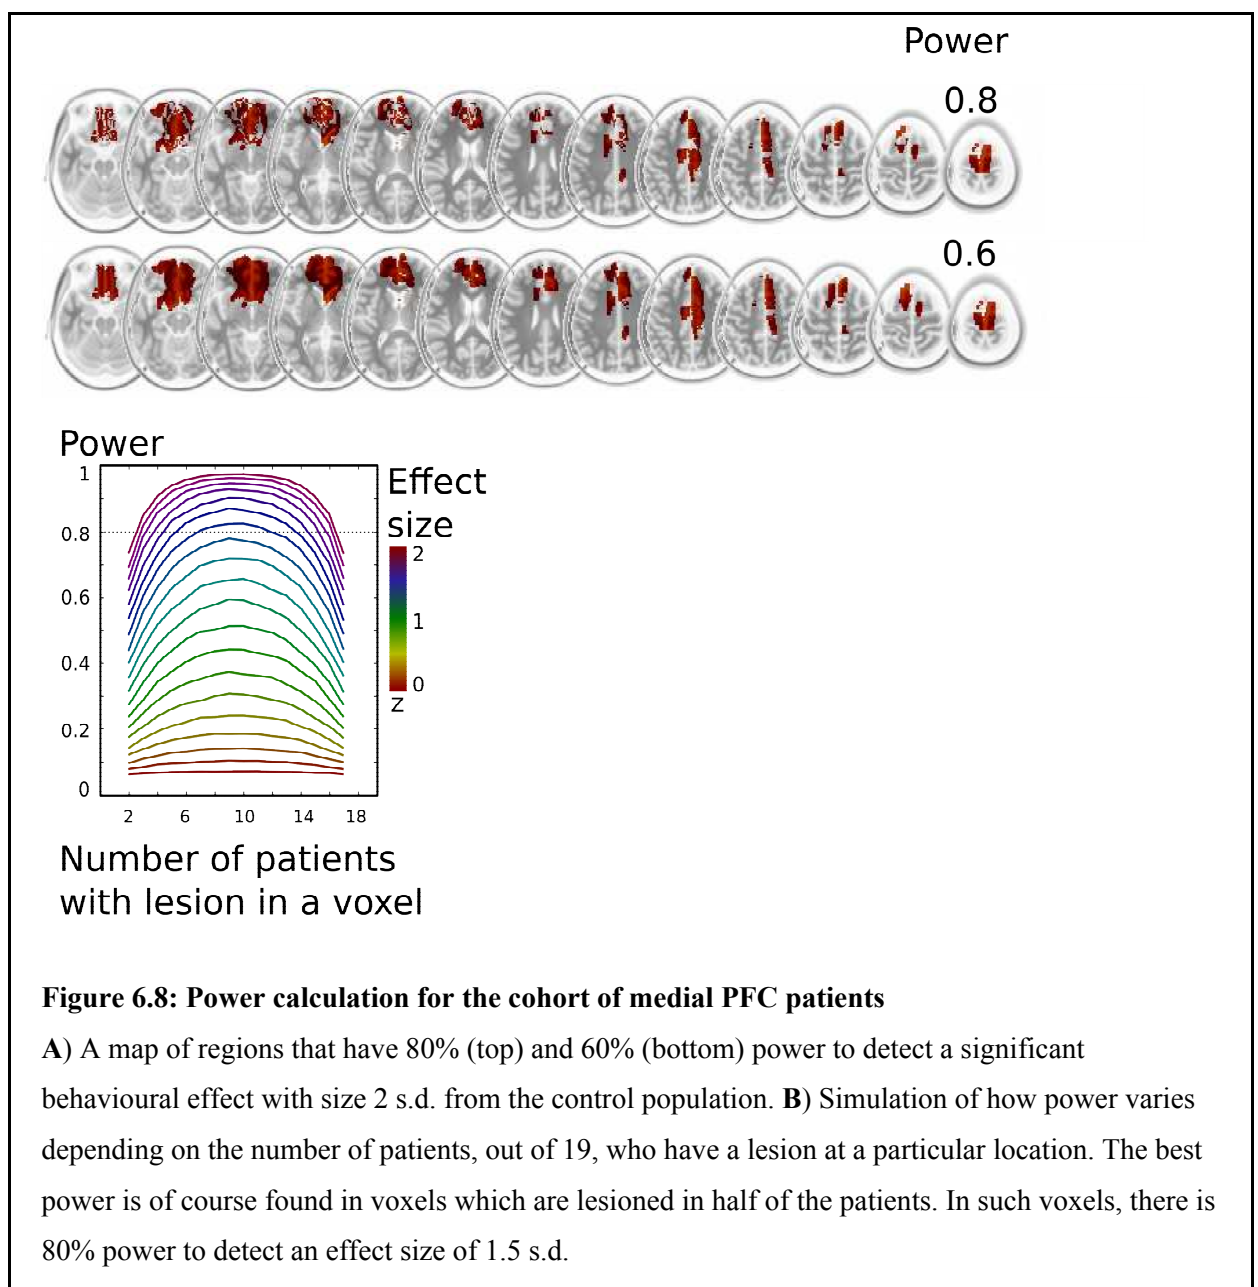 Power
0.8
0.6
Power
1
0.8
0.6
0.4
0.2
0
2 6 10 14 18
Effect
size
2
1
0
z
Number of patients
with lesion in a voxel
Figure 6.8: Power calculation for the cohort of medial PFC patients
A) A map of regions that have 80% (top) and 60% (bottom) power to detect a significant
behavioural effect with size 2 s.d. from the control population. B) Simulation of how power varies
depending on the number of patients, out of 19, who have a lesion at a particular location. The best
power is of course found in voxels which are lesioned in half of the patients. In such voxels, there is
80% power to detect an effect size of 1.5 s.d.